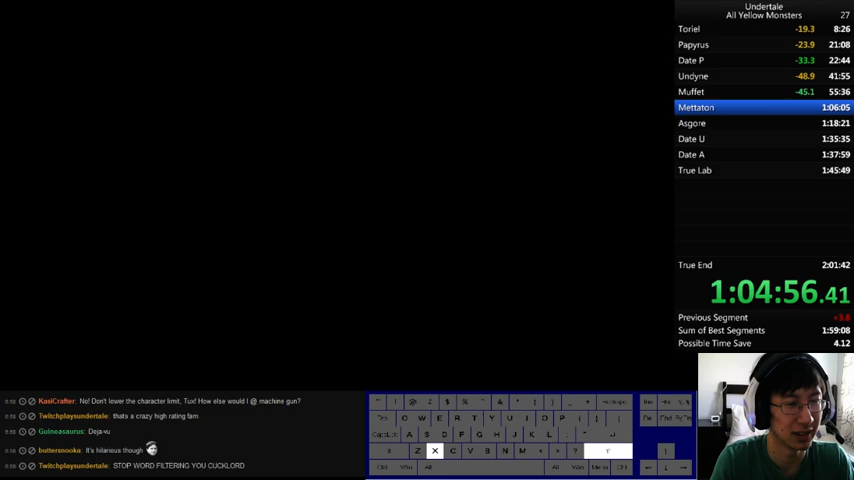 Undertale
All Yellow Monsters 27
Toriel -19.3 8:26
Papyrus -23.9 21:08
Date P -33.3 22:44
Undyne -48.9 41:55
Muffet -45.1 55:36
Mettaton 1:06:05
Asgore 1:18:21
Date U 1:35:35
Date A 1:37:59
True Lab 1:45:49
True End 2:01:42
1:04:56.41
Previous Segment +3.8
Sum of Best Segments 1:59:08
Possible Time Save 4.12
KasiCrafter: No! Don't lower the character limit, Tux! How else would I @ machine gun?
Twitchplaysundertale: thats a crazy high rating fam
Guineasaurus: Deja-vu
buttersnooka: It's hilarious though
Twitchplaysundertale: STOP WORD FILTERING YOU CUCKLORD
Q W E R T Y U I O P
A S D F G H J K L
Z X C V B N M